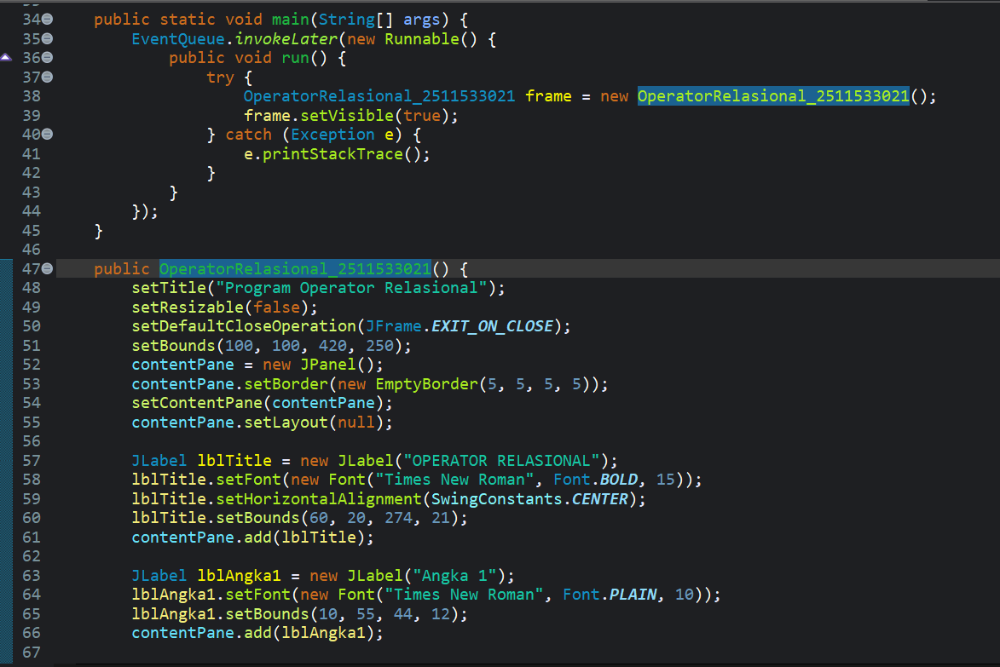 34 public static void main(String[] args) {
35 EventQueue.invokeLater(new Runnable() {
36 public void run() {
37 try {
38 OperatorRelasional_2511533021 frame = new OperatorRelasional_2511533021();
39 frame.setVisible(true);
40 } catch (Exception e) {
41 e.printStackTrace();
42 }
43 }
44 });
45 }
46
47 public OperatorRelasional_2511533021() {
48 setTitle("Program Operator Relasional");
49 setResizable(false);
50 setDefaultCloseOperation(JFrame.EXIT_ON_CLOSE);
51 setBounds(100, 100, 420, 250);
52 contentPane = new JPanel();
53 contentPane.setBorder(new EmptyBorder(5, 5, 5, 5));
54 setContentPane(contentPane);
55 contentPane.setLayout(null);
56
57 JLabel lblTitle = new JLabel("OPERATOR RELASIONAL");
58 lblTitle.setFont(new Font("Times New Roman", Font.BOLD, 15));
59 lblTitle.setHorizontalAlignment(SwingConstants.CENTER);
60 lblTitle.setBounds(60, 20, 274, 21);
61 contentPane.add(lblTitle);
62
63 JLabel lblAngka1 = new JLabel("Angka 1");
64 lblAngka1.setFont(new Font("Times New Roman", Font.PLAIN, 10));
65 lblAngka1.setBounds(10, 55, 44, 12);
66 contentPane.add(lblAngka1);
67